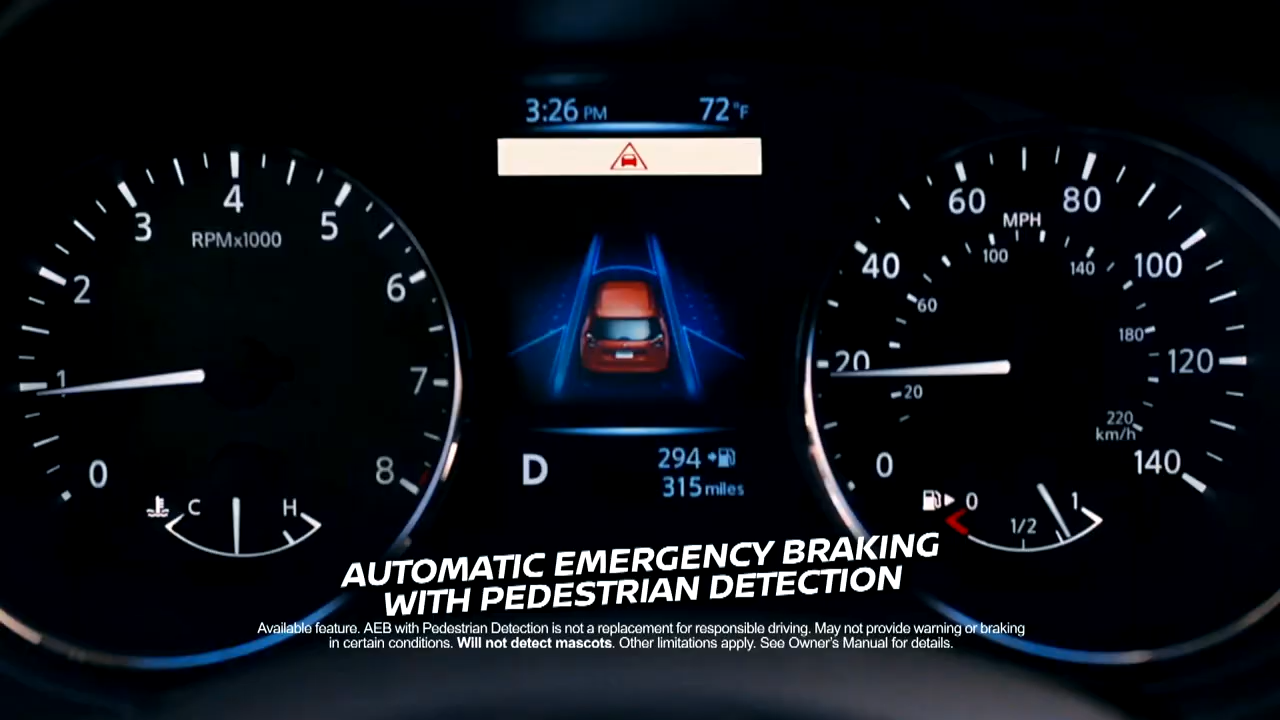 3:26 PM 72°F
4
3 5
RPMx1000
2 6
1 7
0 8
C H
60 80
MPH
40 100 140 100
60
180
20 120
20
220
km/h
0 140
D 294
315 miles
0 1
1/2
AUTOMATIC EMERGENCY BRAKING
WITH PEDESTRIAN DETECTION
Available feature. AEB with Pedestrian Detection is not a replacement for responsible driving. May not provide warning or braking
in certain conditions. Will not detect mascots. Other limitations apply. See Owner's Manual for details.